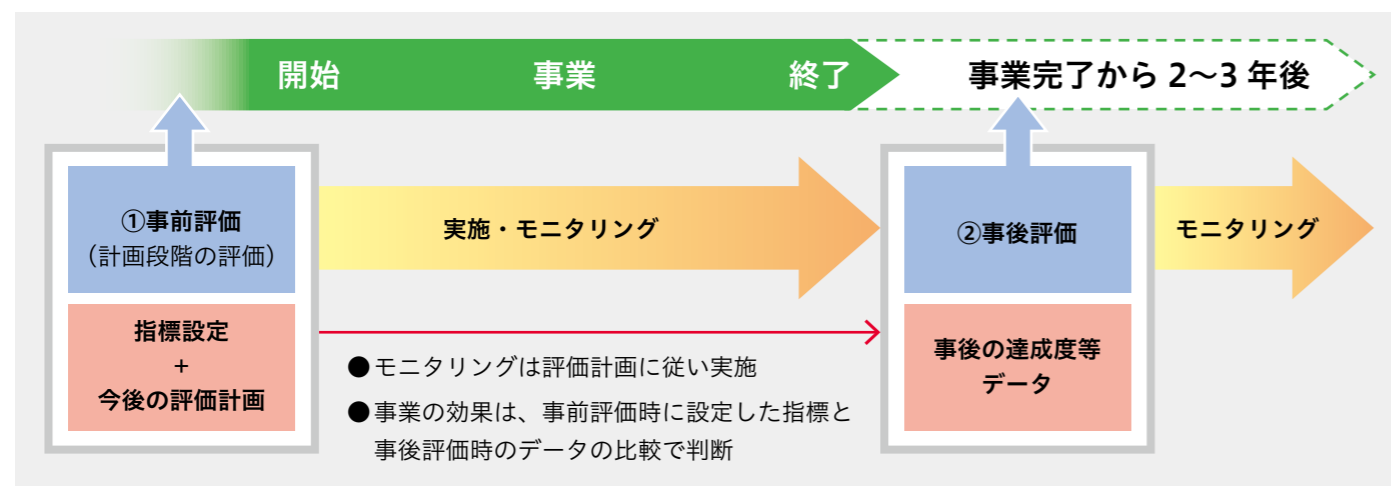 開始 事業 終了 事業完了から 2〜3 年後
①事前評価
（計画段階の評価）
指標設定
+
今後の評価計画
実施・モニタリング
●モニタリングは評価計画に従い実施
●事業の効果は、事前評価時に設定した指標と
事後評価時のデータの比較で判断
②事後評価
事後の達成度等
データ
モニタリング